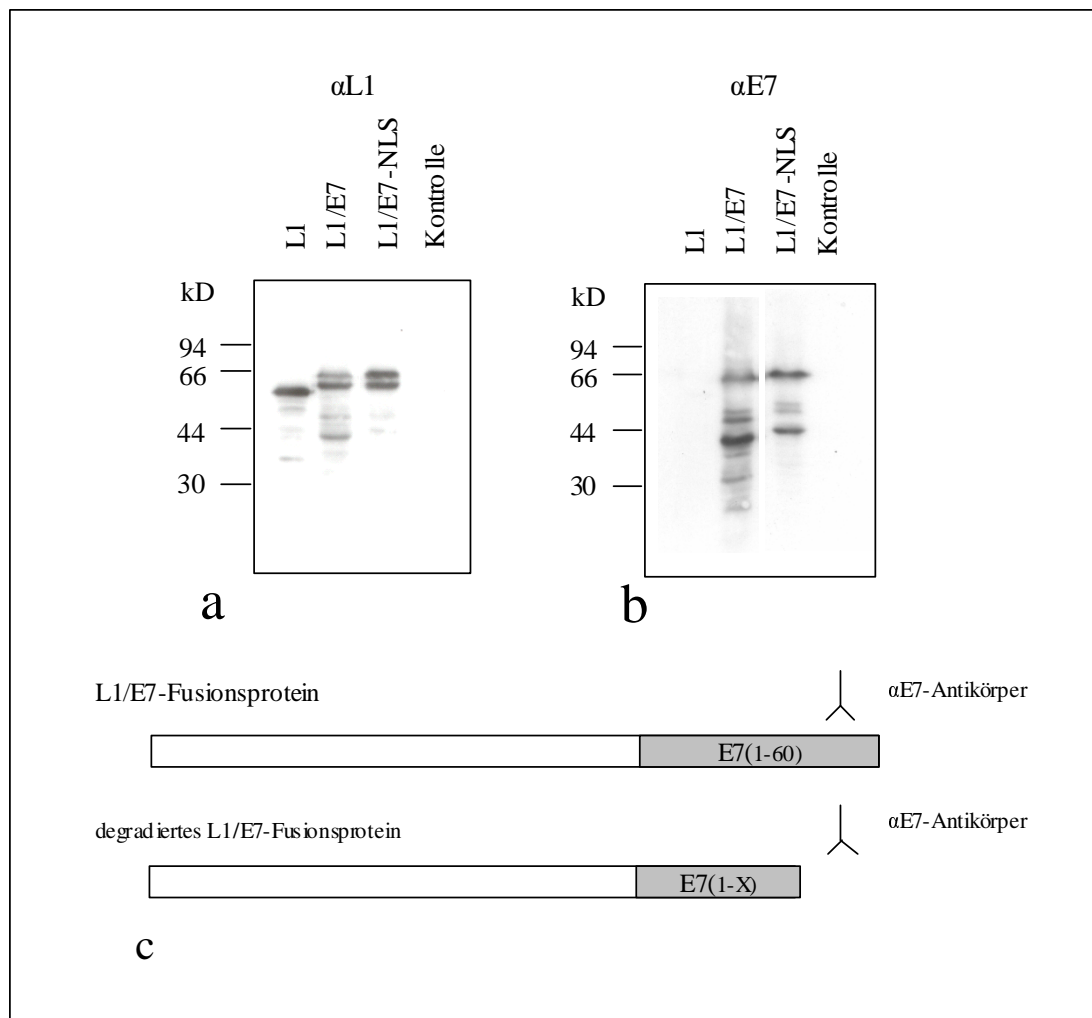 αL1
αE7
L1
L1/E7
L1/E7-NLS
Kontrolle
L1
L1/E7
L1/E7-NLS
Kontrolle
kD
94
66
44
30
kD
94
66
44
30
a
b
L1/E7-Fusionsprotein
αE7-Antikörper
E7(1-60)
degradiertes L1/E7-Fusionsprotein
αE7-Antikörper
E7(1-X)
c